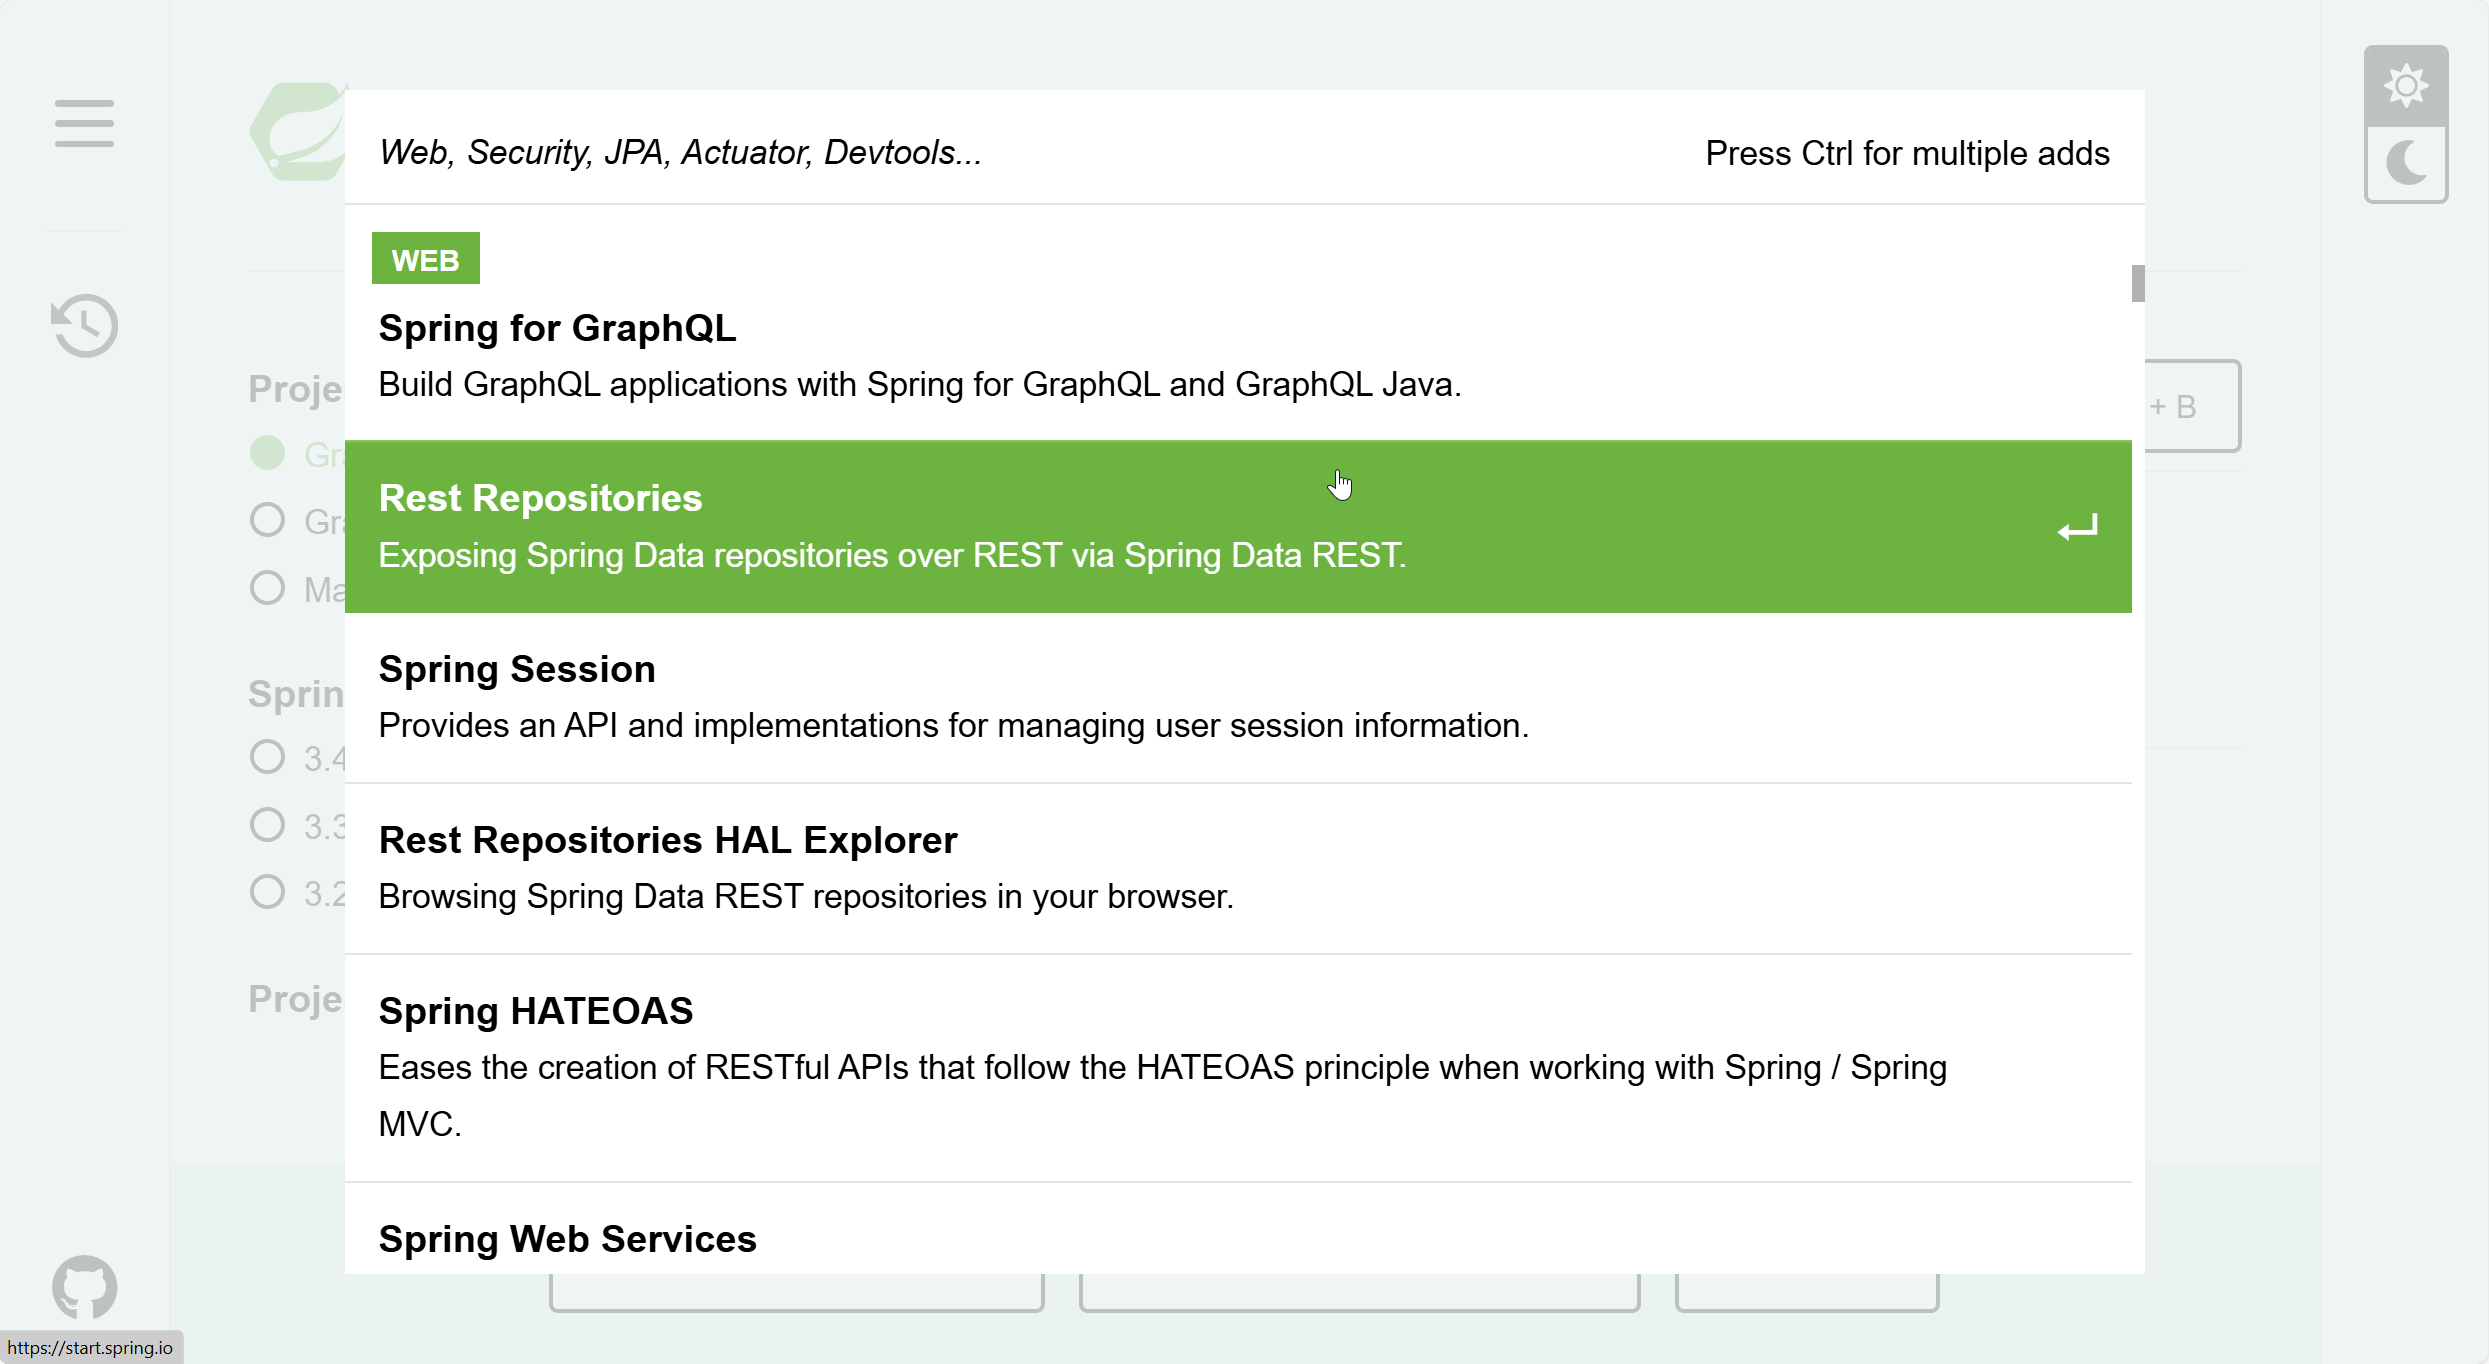 Web, Security, JPA, Actuator, Devtools...
Press Ctrl for multiple adds
WEB
Spring for GraphQL
Build GraphQL applications with Spring for GraphQL and GraphQL Java.
Rest Repositories
Exposing Spring Data repositories over REST via Spring Data REST.
Spring Session
Provides an API and implementations for managing user session information.
Rest Repositories HAL Explorer
Browsing Spring Data REST repositories in your browser.
Spring HATEOAS
Eases the creation of RESTful APIs that follow the HATEOAS principle when working with Spring / Spring
MVC.
Spring Web Services
Proje
Gra
Gra
Ma
Sprin
3.4
3.3
3.2
Proje
+ B
https://start.spring.io